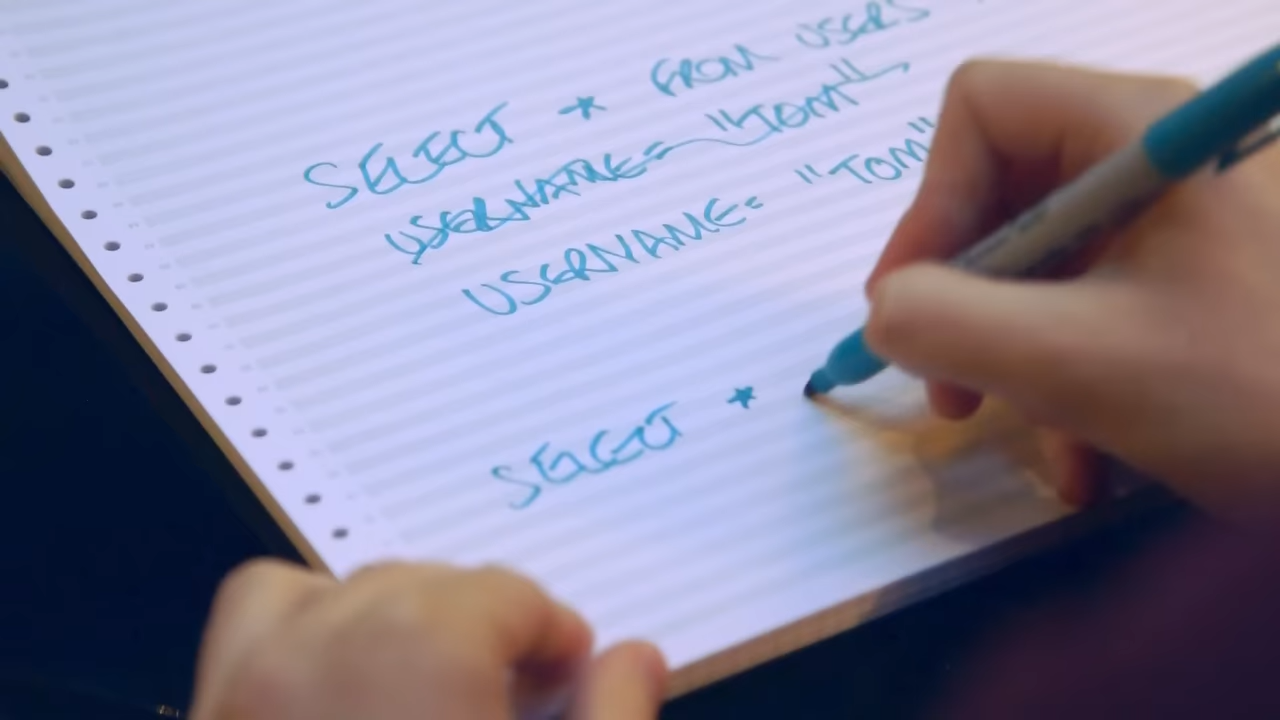 SELECT * FROM USERS
USERNAME= "TOM"
USERNAME= "TOM"
SELECT *